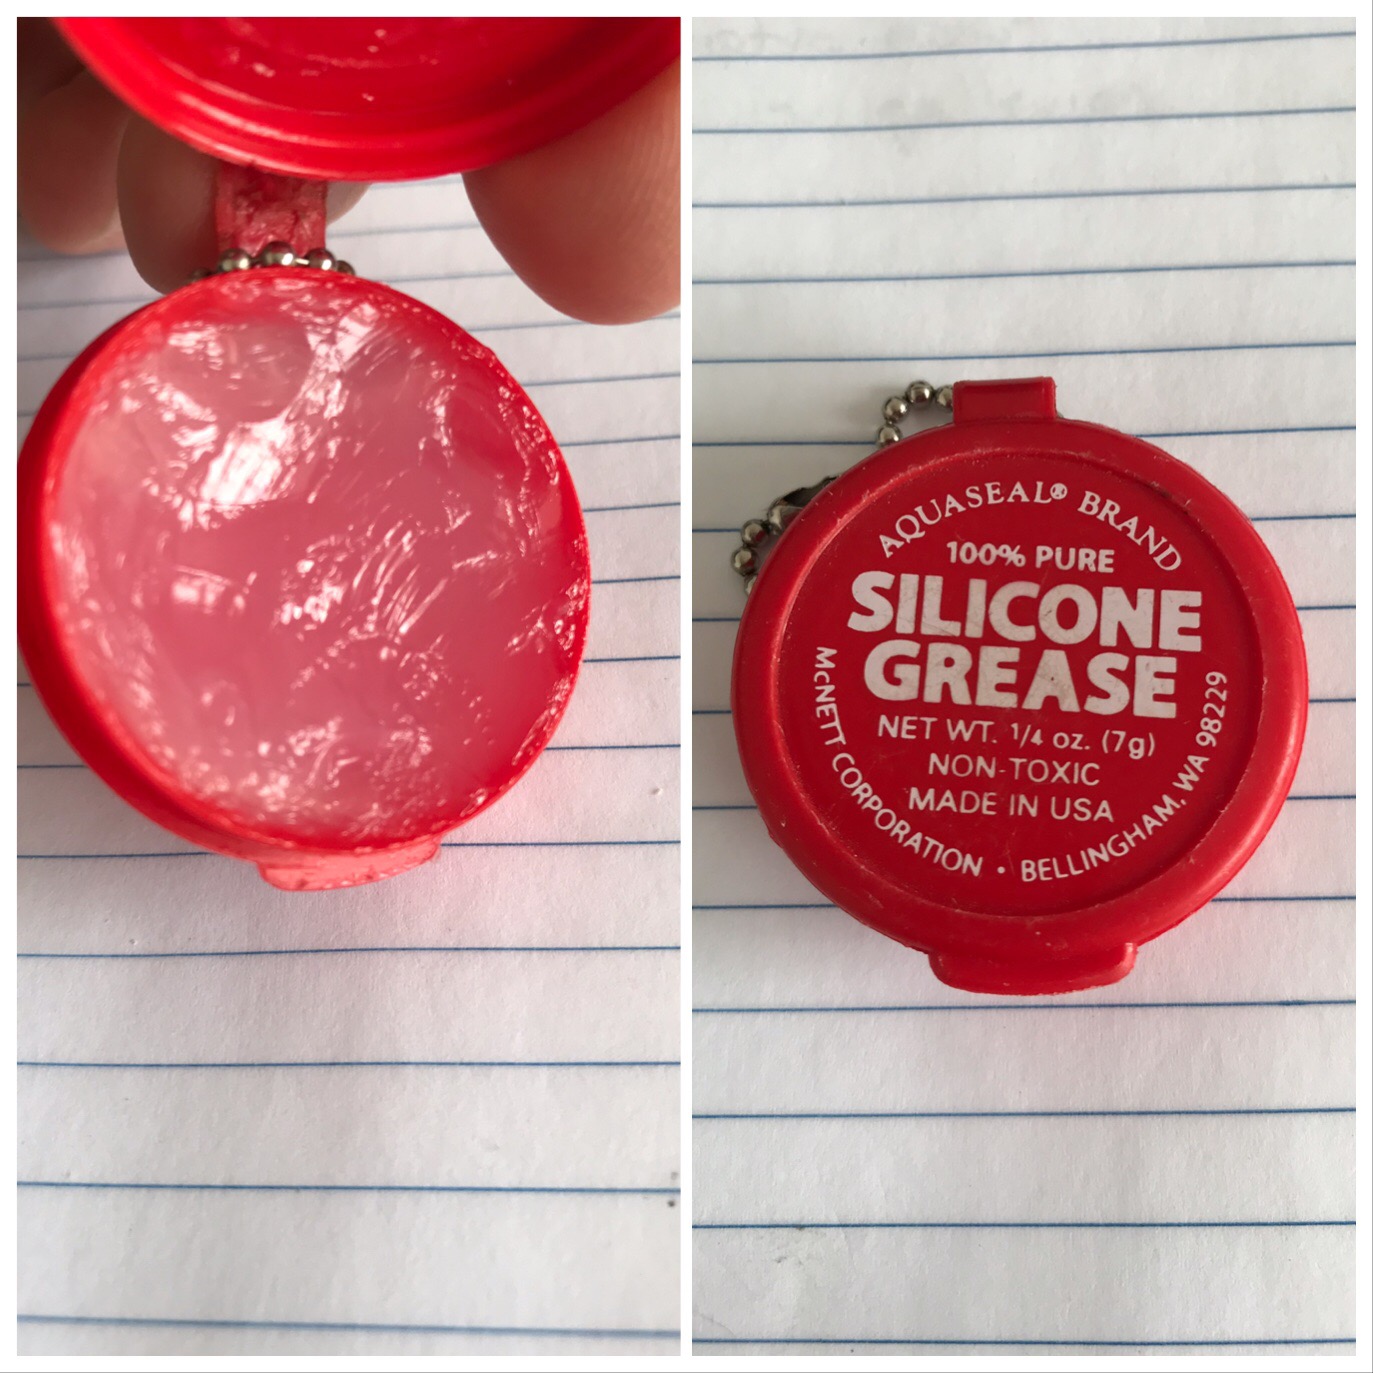 AQUASEAL® BRAND
100% PURE
SILICONE
GREASE
NET WT. 1/4 oz. (7g)
NON-TOXIC
MADE IN USA
McNETT CORPORATION • BELLINGHAM, WA 98229